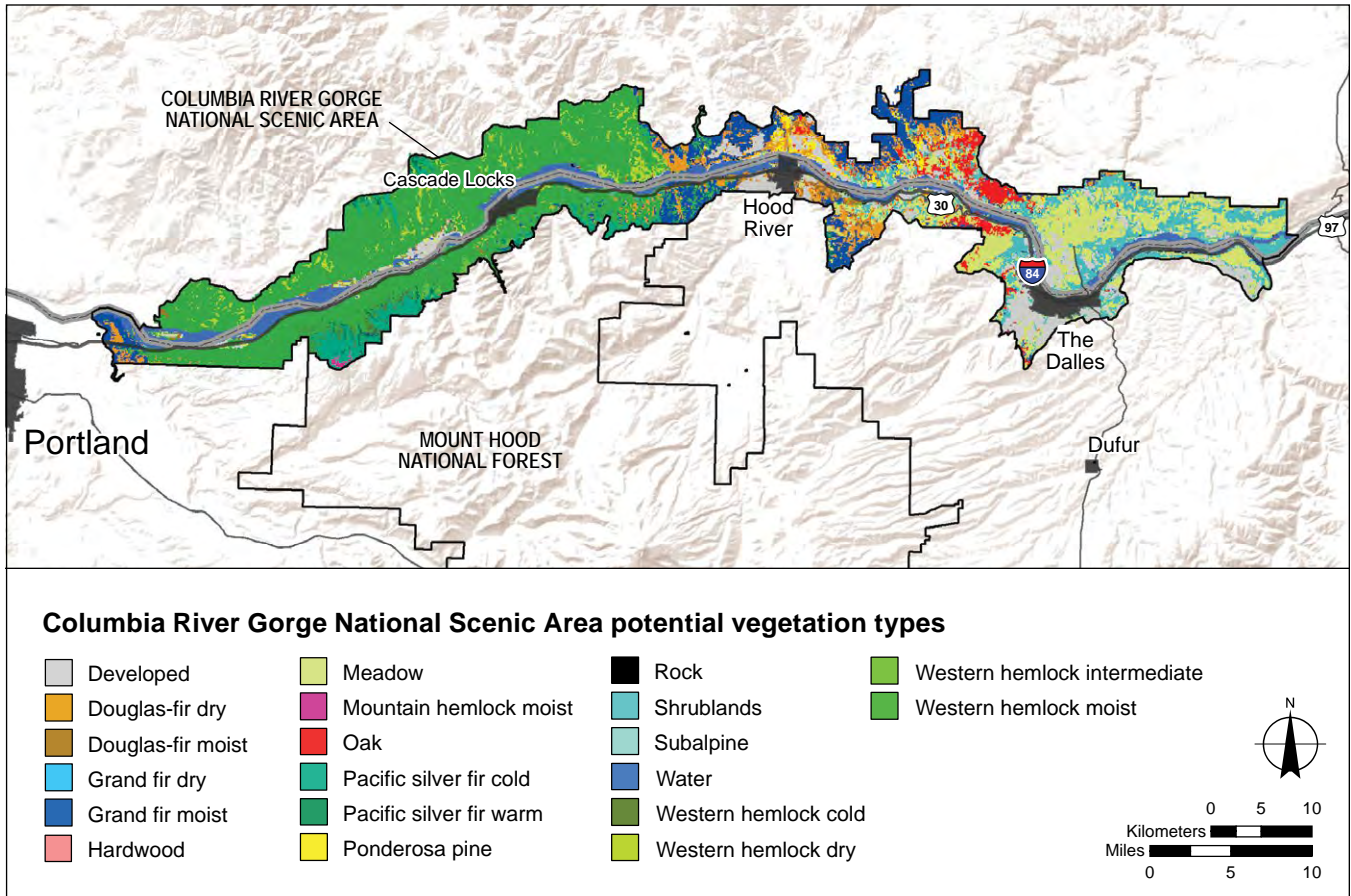 COLUMBIA RIVER GORGE
NATIONAL SCENIC AREA
Cascade Locks
Hood
River
30
97
84
The
Dalles
Portland
MOUNT HOOD
NATIONAL FOREST
Dufur
Columbia River Gorge National Scenic Area potential vegetation types
Developed
Douglas-fir dry
Douglas-fir moist
Grand fir dry
Grand fir moist
Hardwood
Meadow
Mountain hemlock moist
Oak
Pacific silver fir cold
Pacific silver fir warm
Ponderosa pine
Rock
Shrublands
Subalpine
Water
Western hemlock cold
Western hemlock dry
Western hemlock intermediate
Western hemlock moist
N
0 5 10
Kilometers
Miles
0 5 10